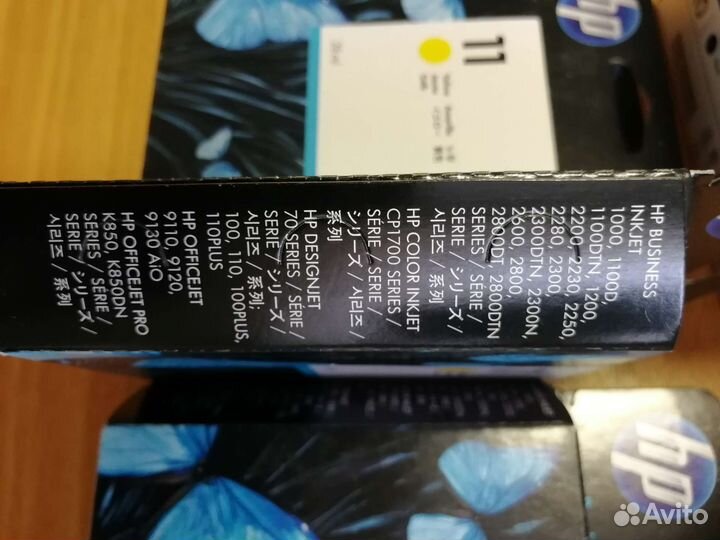 hp
11
HP BUSINESS
INKJET
1000, 1100D,
1100DTN, 1200,
2200, 2230, 2250,
2280, 2300,
2300DTN, 2300N,
2600, 2800,
2800DT, 2800DTN
SERIES / SÉRIE /
SERIE / シリーズ /
시리즈 / 系列
HP COLOR INKJET
CP1700 SERIES /
SÉRIE / SERIE /
シリーズ / 시리즈 /
系列
HP DESIGNJET
70 SERIES / SÉRIE /
SERIE / シリーズ /
시리즈 / 系列;
100, 110, 100PLUS,
110PLUS
HP OFFICEJET
9110, 9120,
9130 AIO
HP OFFICEJET PRO
K850, K850DN
SERIES / SÉRIE /
SERIE / シリーズ /
시리즈 / 系列
hp
Avito